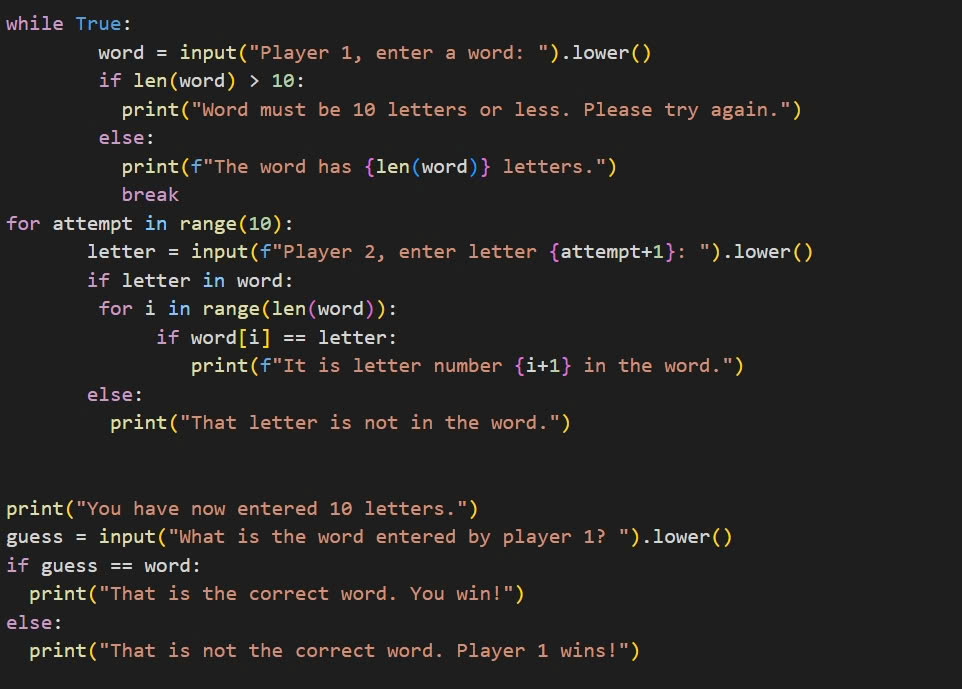 while True:
        word = input("Player 1, enter a word: ").lower()
        if len(word) > 10:
          print("Word must be 10 letters or less. Please try again.")
        else:
          print(f"The word has {len(word)} letters.")
          break
for attempt in range(10):
       letter = input(f"Player 2, enter letter {attempt+1}: ").lower()
       if letter in word:
        for i in range(len(word)):
             if word[i] == letter:
                print(f"It is letter number {i+1} in the word.")
       else:
         print("That letter is not in the word.")


print("You have now entered 10 letters.")
guess = input("What is the word entered by player 1? ").lower()
if guess == word:
  print("That is the correct word. You win!")
else:
  print("That is not the correct word. Player 1 wins!")